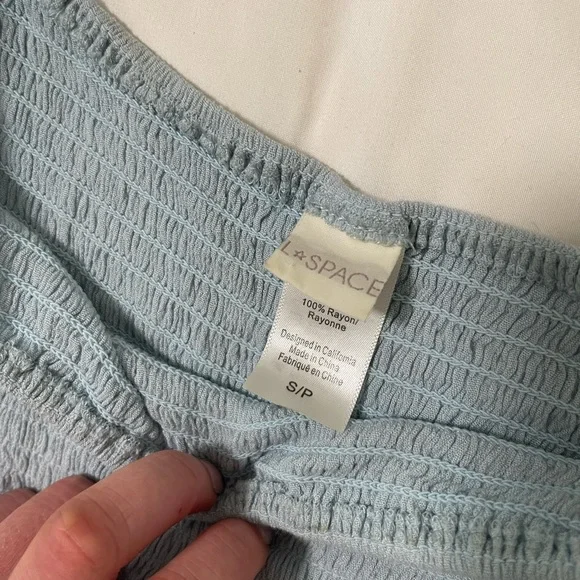 L☆SPACE
100% Rayon/
Rayonne
Designed in California
Made in China
Fabriqué en Chine
S/P